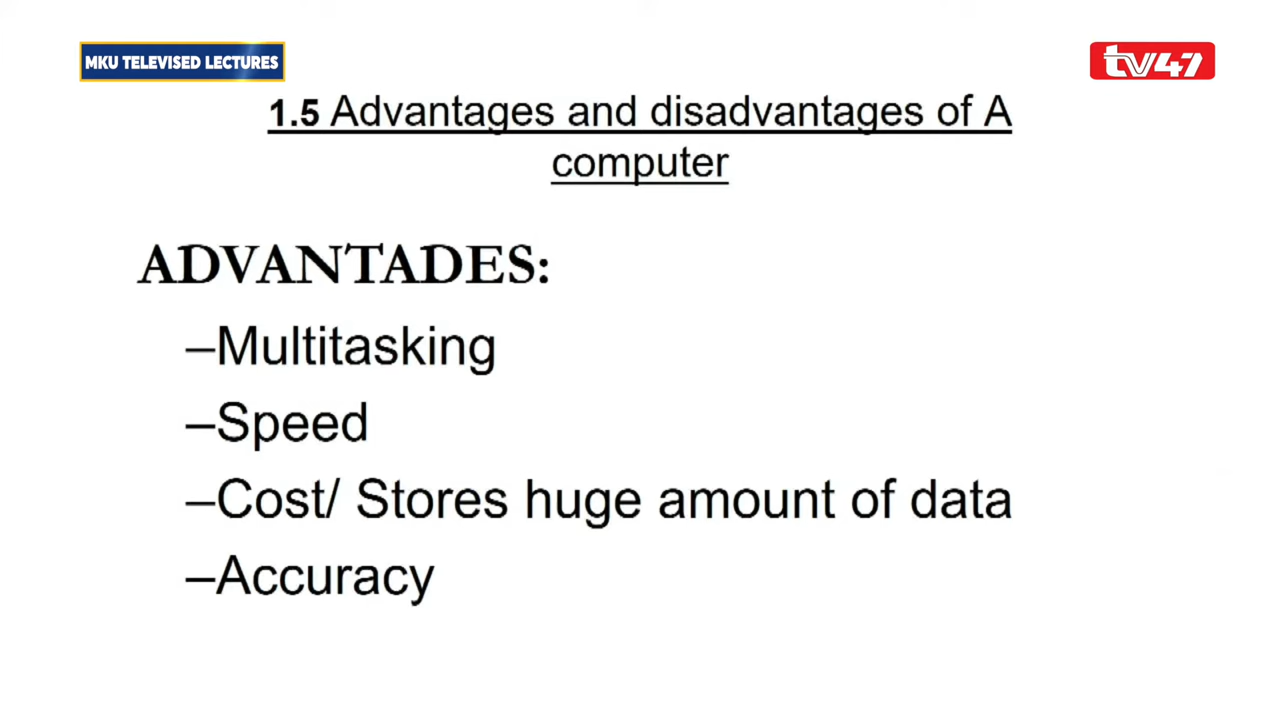 MKU TELEVISED LECTURES
tv47
1.5 Advantages and disadvantages of A
computer
ADVANTADES:
–Multitasking
–Speed
–Cost/ Stores huge amount of data
–Accuracy